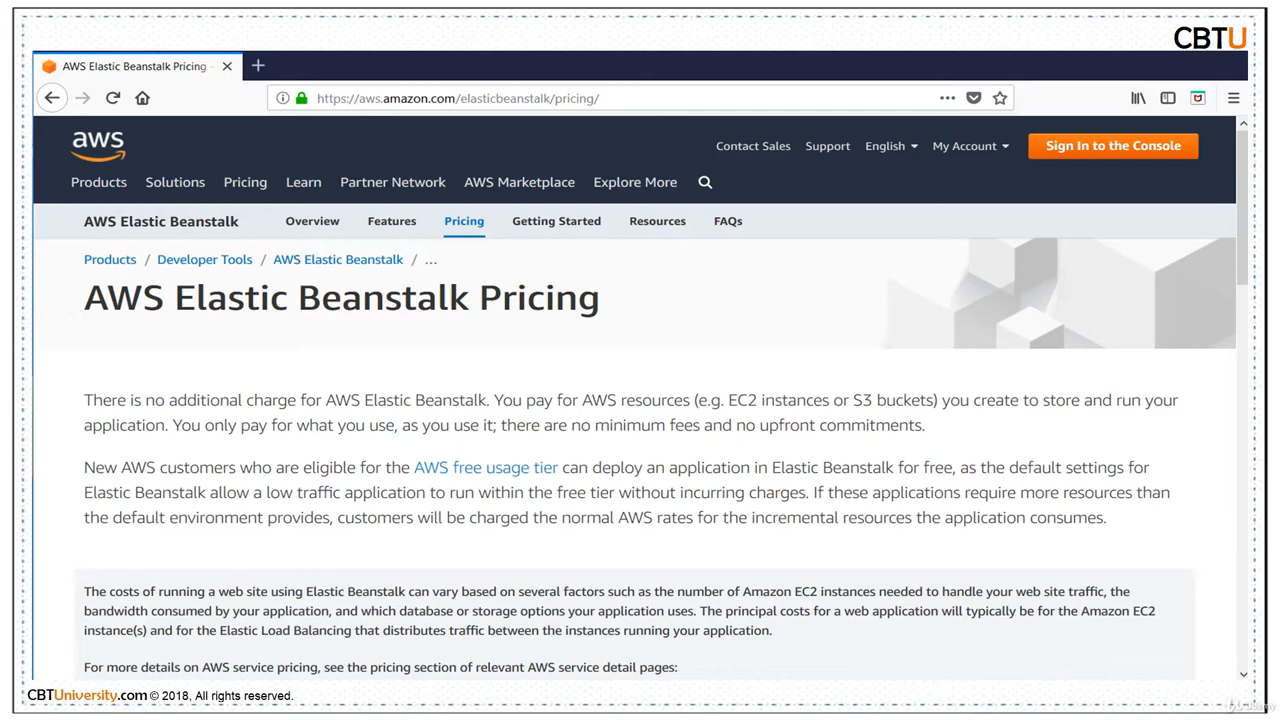 CBTU
AWS Elastic Beanstalk Pricing -
https://aws.amazon.com/elasticbeanstalk/pricing/
aws
Contact Sales Support English My Account Sign In to the Console
Products Solutions Pricing Learn Partner Network AWS Marketplace Explore More
AWS Elastic Beanstalk Overview Features Pricing Getting Started Resources FAQs
Products / Developer Tools / AWS Elastic Beanstalk / ...
AWS Elastic Beanstalk Pricing
There is no additional charge for AWS Elastic Beanstalk. You pay for AWS resources (e.g. EC2 instances or S3 buckets) you create to store and run your
application. You only pay for what you use, as you use it; there are no minimum fees and no upfront commitments.
New AWS customers who are eligible for the AWS free usage tier can deploy an application in Elastic Beanstalk for free, as the default settings for
Elastic Beanstalk allow a low traffic application to run within the free tier without incurring charges. If these applications require more resources than
the default environment provides, customers will be charged the normal AWS rates for the incremental resources the application consumes.
The costs of running a web site using Elastic Beanstalk can vary based on several factors such as the number of Amazon EC2 instances needed to handle your web site traffic, the
bandwidth consumed by your application, and which database or storage options your application uses. The principal costs for a web application will typically be for the Amazon EC2
instance(s) and for the Elastic Load Balancing that distributes traffic between the instances running your application.
For more details on AWS service pricing, see the pricing section of relevant AWS service detail pages:
CBTUniversity.com © 2018, All rights reserved.